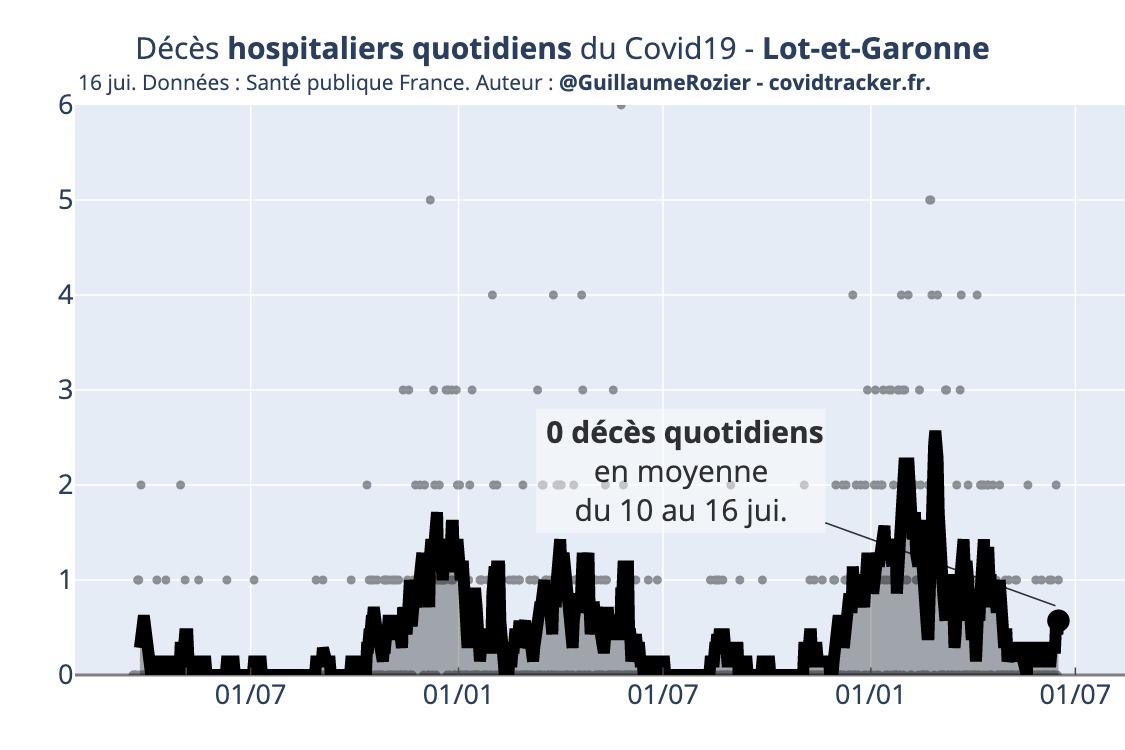 Décès hospitaliers quotidiens du Covid19 - Lot-et-Garonne
16 jui. Données : Santé publique France. Auteur : @GuillaumeRozier - covidtracker.fr.
6
5
4
3
2
1
0
0 décès quotidiens
en moyenne
du 10 au 16 jui.
01/07 01/01 01/07 01/01 01/07